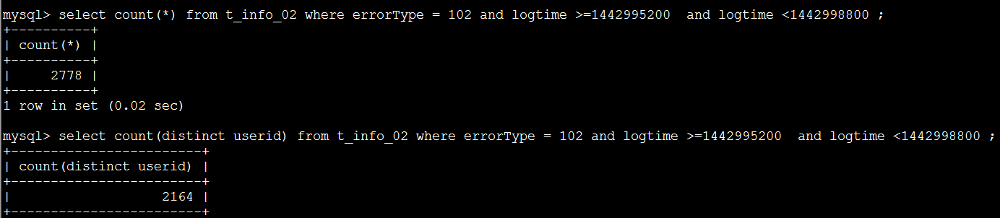 mysql> select count(*) from t_info_02 where errorType = 102 and logtime >=1442995200  and logtime <1442998800 ;
+----------+
| count(*) |
+----------+
|     2778 |
+----------+
1 row in set (0.02 sec)

mysql> select count(distinct userid) from t_info_02 where errorType = 102 and logtime >=1442995200  and logtime <1442998800 ;
+------------------------+
| count(distinct userid) |
+------------------------+
|                   2164 |
+------------------------+